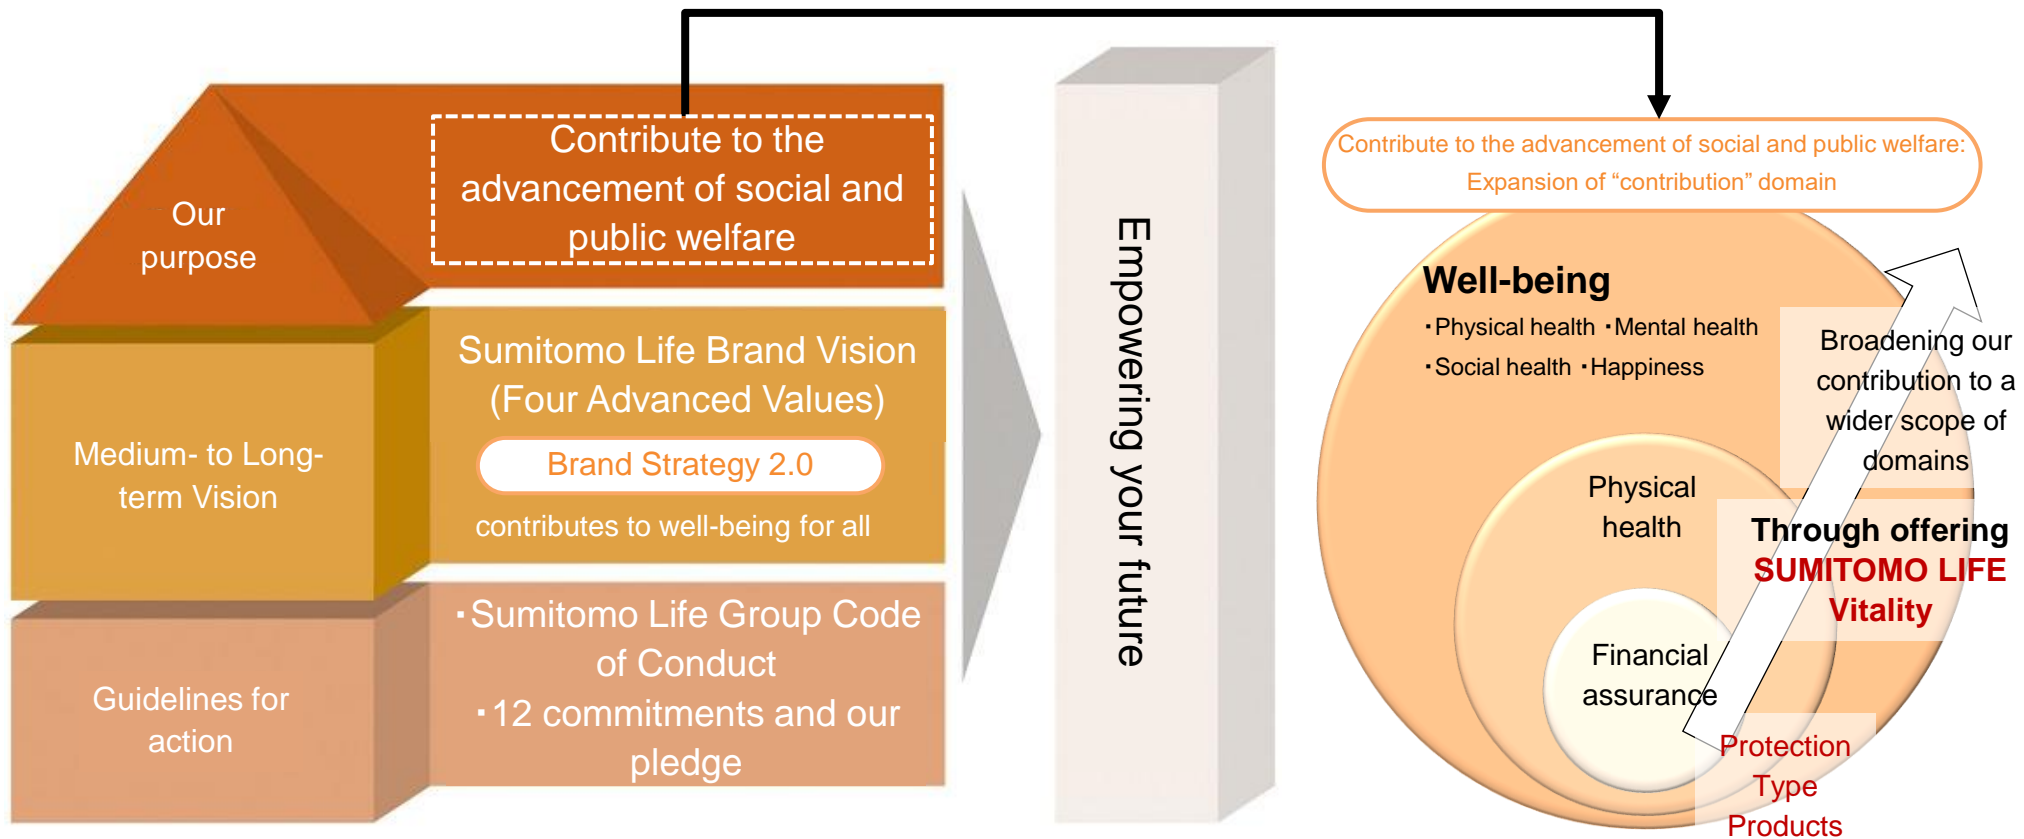 Our
purpose
Contribute to the
advancement of social and
public welfare
Medium- to Long-
term Vision
Sumitomo Life Brand Vision
(Four Advanced Values)
Brand Strategy 2.0
contributes to well-being for all
Guidelines for
action
・Sumitomo Life Group Code
of Conduct
・12 commitments and our
pledge
Empowering your future
Contribute to the advancement of social and public welfare:
Expansion of “contribution” domain
Well-being
・Physical health ・Mental health
・Social health ・Happiness
Broadening our
contribution to a
wider scope of
domains
Physical
health
Through offering
SUMITOMO LIFE
Vitality
Financial
assurance
Protection
Type
Products